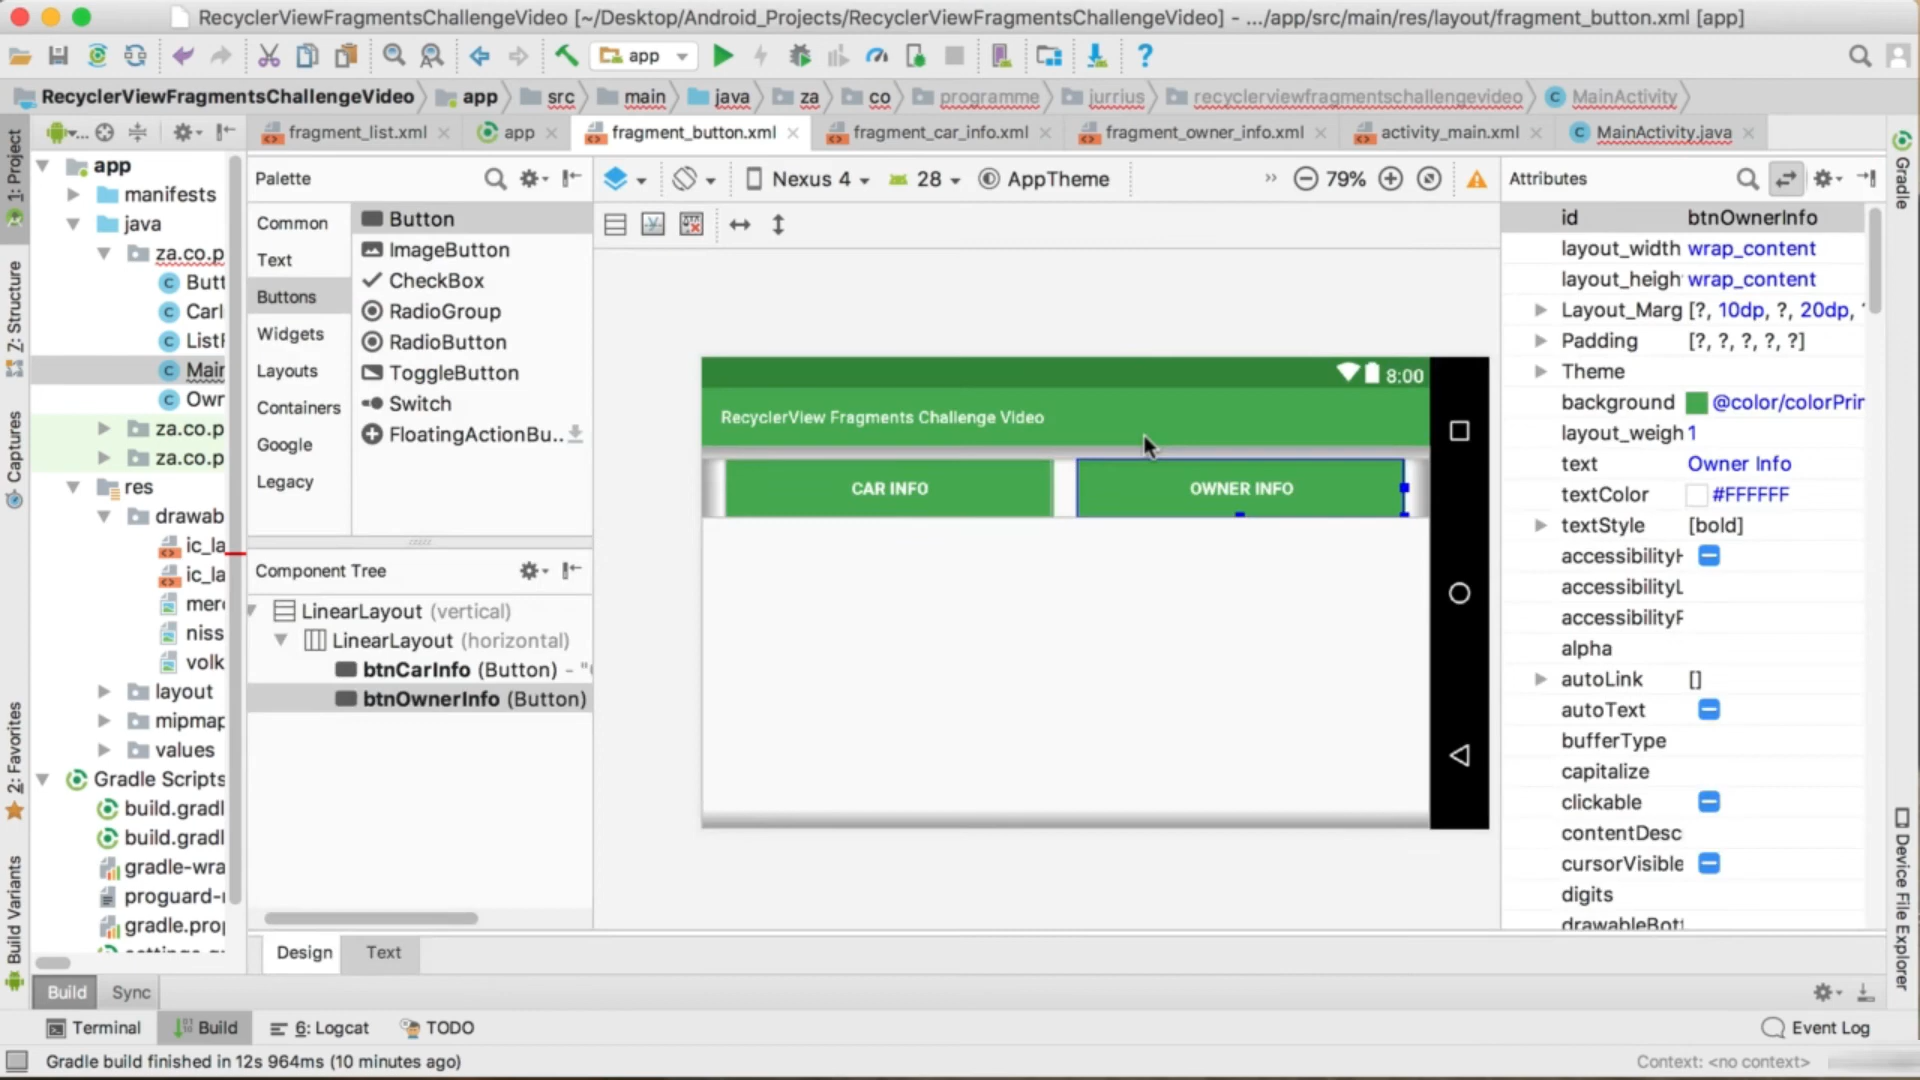 RecyclerViewFragmentsChallengeVideo [~/Desktop/Android_Projects/RecyclerViewFragmentsChallengeVideo] - .../app/src/main/res/layout/fragment_button.xml [app]
app
RecyclerViewFragmentsChallengeVideo app src main java za co programme jurrius recyclerviewfragmentschallengevideo MainActivity
fragment_list.xml app fragment_button.xml fragment_car_info.xml fragment_owner_info.xml activity_main.xml MainActivity.java
1: Project
Z: Structure
Captures
2: Favorites
Build Variants
app
manifests
java
za.co.p
Butt
CarI
ListF
Main
Own
za.co.p
za.co.p
res
drawab
ic_la
ic_la
merc
niss
volk
layout
mipmap
values
Gradle Scripts
build.gradl
build.gradl
gradle-wra
proguard-r
gradle.prop
Palette
Common
Text
Buttons
Widgets
Layouts
Containers
Google
Legacy
Button
ImageButton
CheckBox
RadioGroup
RadioButton
ToggleButton
Switch
FloatingActionBu..
Component Tree
LinearLayout (vertical)
LinearLayout (horizontal)
btnCarInfo (Button) - "
btnOwnerInfo (Button)
Nexus 4 28 AppTheme 79%
8:00
RecyclerView Fragments Challenge Video
CAR INFO OWNER INFO
Attributes
id btnOwnerInfo
layout_width wrap_content
layout_heigh wrap_content
Layout_Marg [?, 10dp, ?, 20dp,
Padding [?, ?, ?, ?, ?]
Theme
background @color/colorPrir
layout_weigh 1
text Owner Info
textColor #FFFFFF
textStyle [bold]
accessibilityH
accessibilityL
accessibilityP
alpha
autoLink []
autoText
bufferType
capitalize
clickable
contentDesc
cursorVisible
digits
drawableBott
Gradle
Device File Explorer
Design Text
Build Sync
Terminal Build 6: Logcat TODO Event Log
Gradle build finished in 12s 964ms (10 minutes ago) Context: <no context>